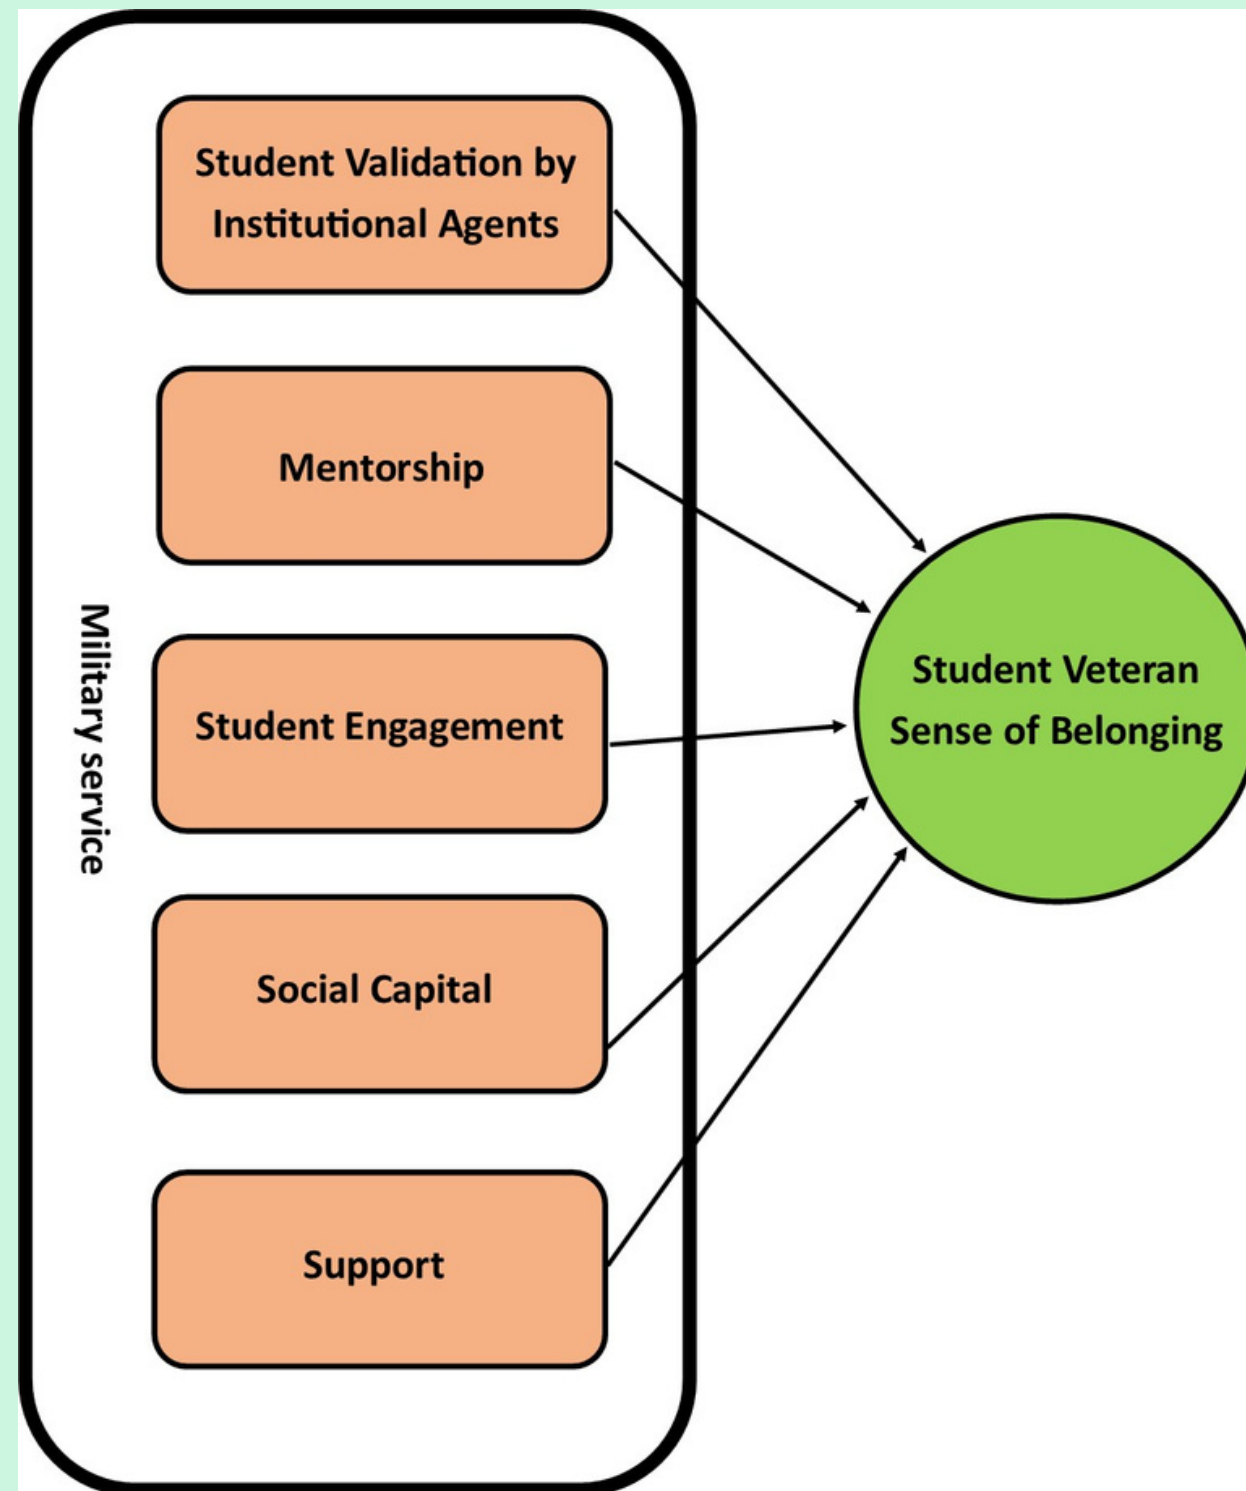 Student Validation by
Institutional Agents
Mentorship
Military service
Student Engagement
Student Veteran
Sense of Belonging
Social Capital
Support